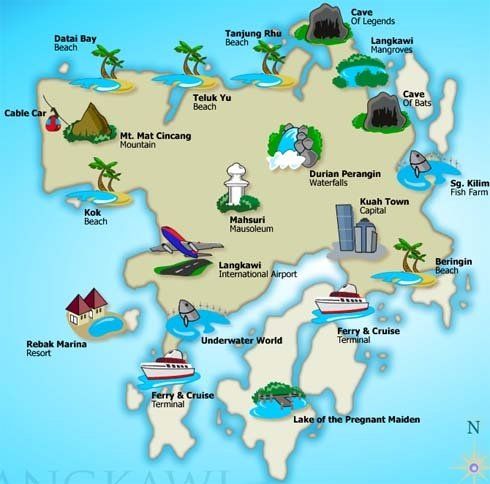 Cave
Of Legends
Datai Bay
Beach
Tanjung Rhu
Beach
Langkawi
Mangroves
Teluk Yu
Beach
Cave
Of Bats
Cable Car
Mt. Mat Cincang
Mountain
Durian Perangin
Waterfalls
Sg. Kilim
Fish Farm
Kok
Beach
Mahsuri
Mausoleum
Kuah Town
Capital
Langkawi
International Airport
Beringin
Beach
Rebak Marina
Resort
Underwater World
Ferry & Cruise
Terminal
Ferry & Cruise
Terminal
Lake of the Pregnant Maiden
N
ANGKAWI